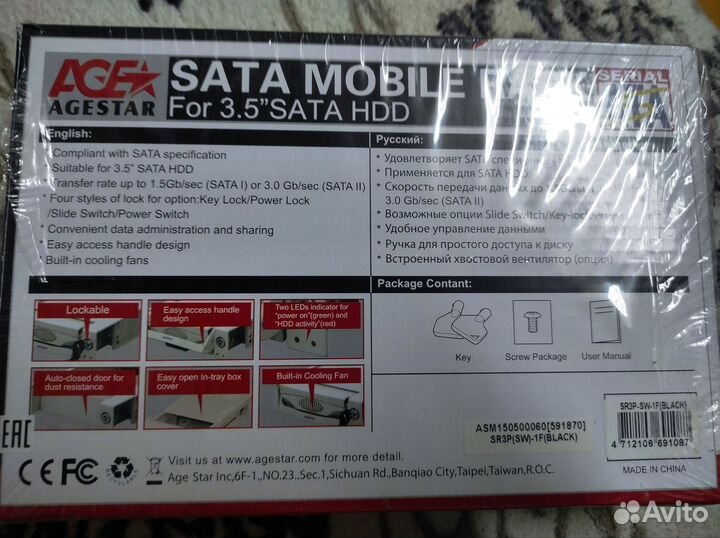 AGE★
AGESTAR
SATA MOBILE
For 3.5"SATA HDD
SERIAL
English:
Compliant with SATA specification
* Suitable for 3.5" SATA HDD
Transfer rate up to 1.5Gb/sec (SATA I) or 3.0 Gb/sec (SATA II)
* Four styles of lock for option:Key Lock/Power Lock
/Slide Switch/Power Switch
* Convenient data administration and sharing
* Easy access handle design
* Built-in cooling fans
Русский:
* Удовлетворяет SATA
* Применяется для SATA HDD
* Скорость передачи данных до
3.0 Gb/sec (SATA II)
* Возможные опции Slide Switch/Key-lock/Power
* Удобное управление данными
* Ручка для простого доступа к диску
* Встроенный хвостовой вентилятор (опция)
Package Contant:
Key
Screw Package
User Manual
Lockable
Easy access handle
design
Two LEDs indicator for
"power on"(green) and
"HDD activity"(red)
Auto-closed door for
dust resistance
Easy open In-tray box
cover
Built-in Cooling Fan
ASM150500060[591870]
SR3P(SW)-1F(BLACK)
SR3P-SW-1F(BLACK)
4 712106 691087
MADE IN CHINA
EAC
CE FC
RECYCLABLE
Visit us at www.agestar.com for more detail.
Age Star Inc,6F-1.,NO.23.,Sec.1,Sichuan Rd.,Banqiao City,Taipei,Taiwan,R.O.C.
Avito